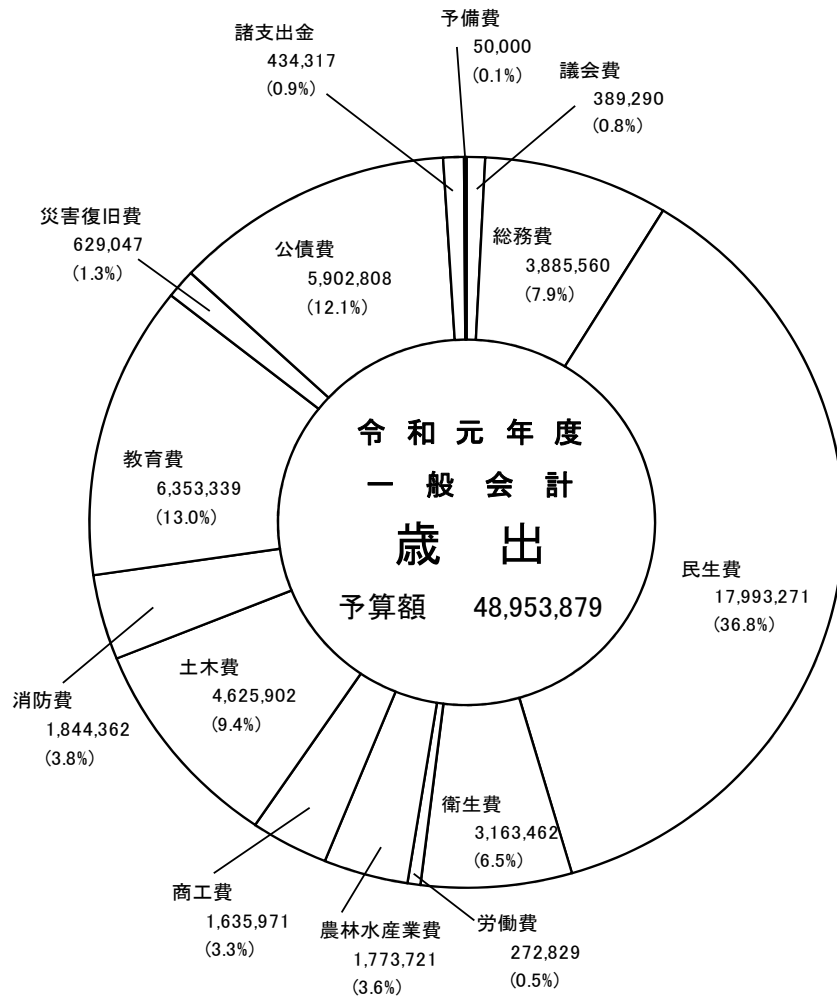 予備費
50,000
(0.1%)
議会費
389,290
(0.8%)
総務費
3,885,560
(7.9%)
民生費
17,993,271
(36.8%)
衛生費
3,163,462
(6.5%)
労働費
272,829
(0.5%)
農林水産業費
1,773,721
(3.6%)
商工費
1,635,971
(3.3%)
土木費
4,625,902
(9.4%)
消防費
1,844,362
(3.8%)
教育費
6,353,339
(13.0%)
災害復旧費
629,047
(1.3%)
公債費
5,902,808
(12.1%)
諸支出金
434,317
(0.9%)
令和元年度
一般会計
歳出
予算額 48,953,879